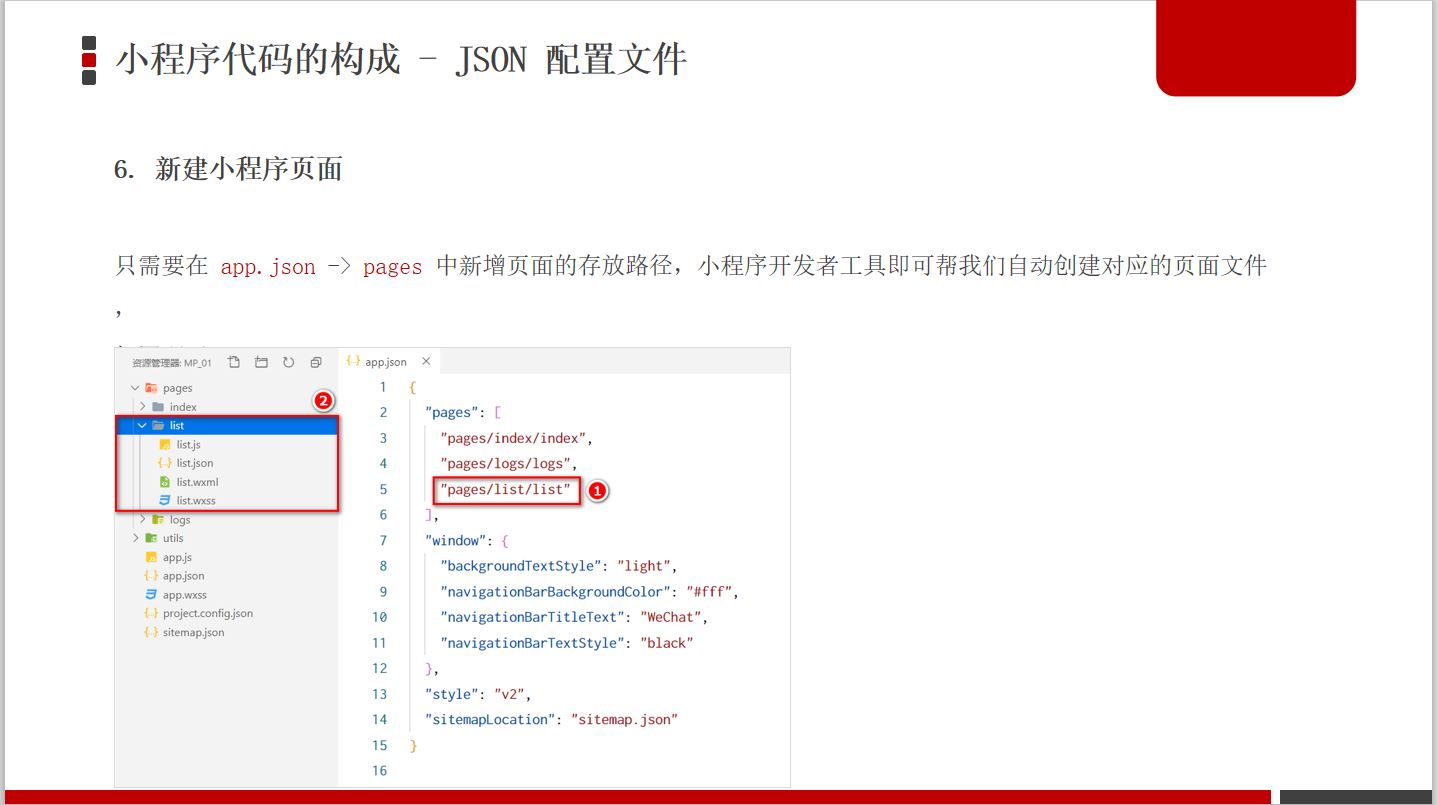 小程序代码的构成 - JSON 配置文件
6. 新建小程序页面
只需要在 app.json -> pages 中新增页面的存放路径，小程序开发者工具即可帮我们自动创建对应的页面文件
，
资源管理器: MP_01
pages
index
2
list
list.js
list.json
list.wxml
list.wxss
logs
utils
app.js
app.json
app.wxss
project.config.json
sitemap.json
app.json ×
1 {
2 "pages": [
3 "pages/index/index",
4 "pages/logs/logs",
5 "pages/list/list" 1
6 ],
7 "window": {
8 "backgroundTextStyle": "light",
9 "navigationBarBackgroundColor": "#fff",
10 "navigationBarTitleText": "WeChat",
11 "navigationBarTextStyle": "black"
12 },
13 "style": "v2",
14 "sitemapLocation": "sitemap.json"
15 }
16